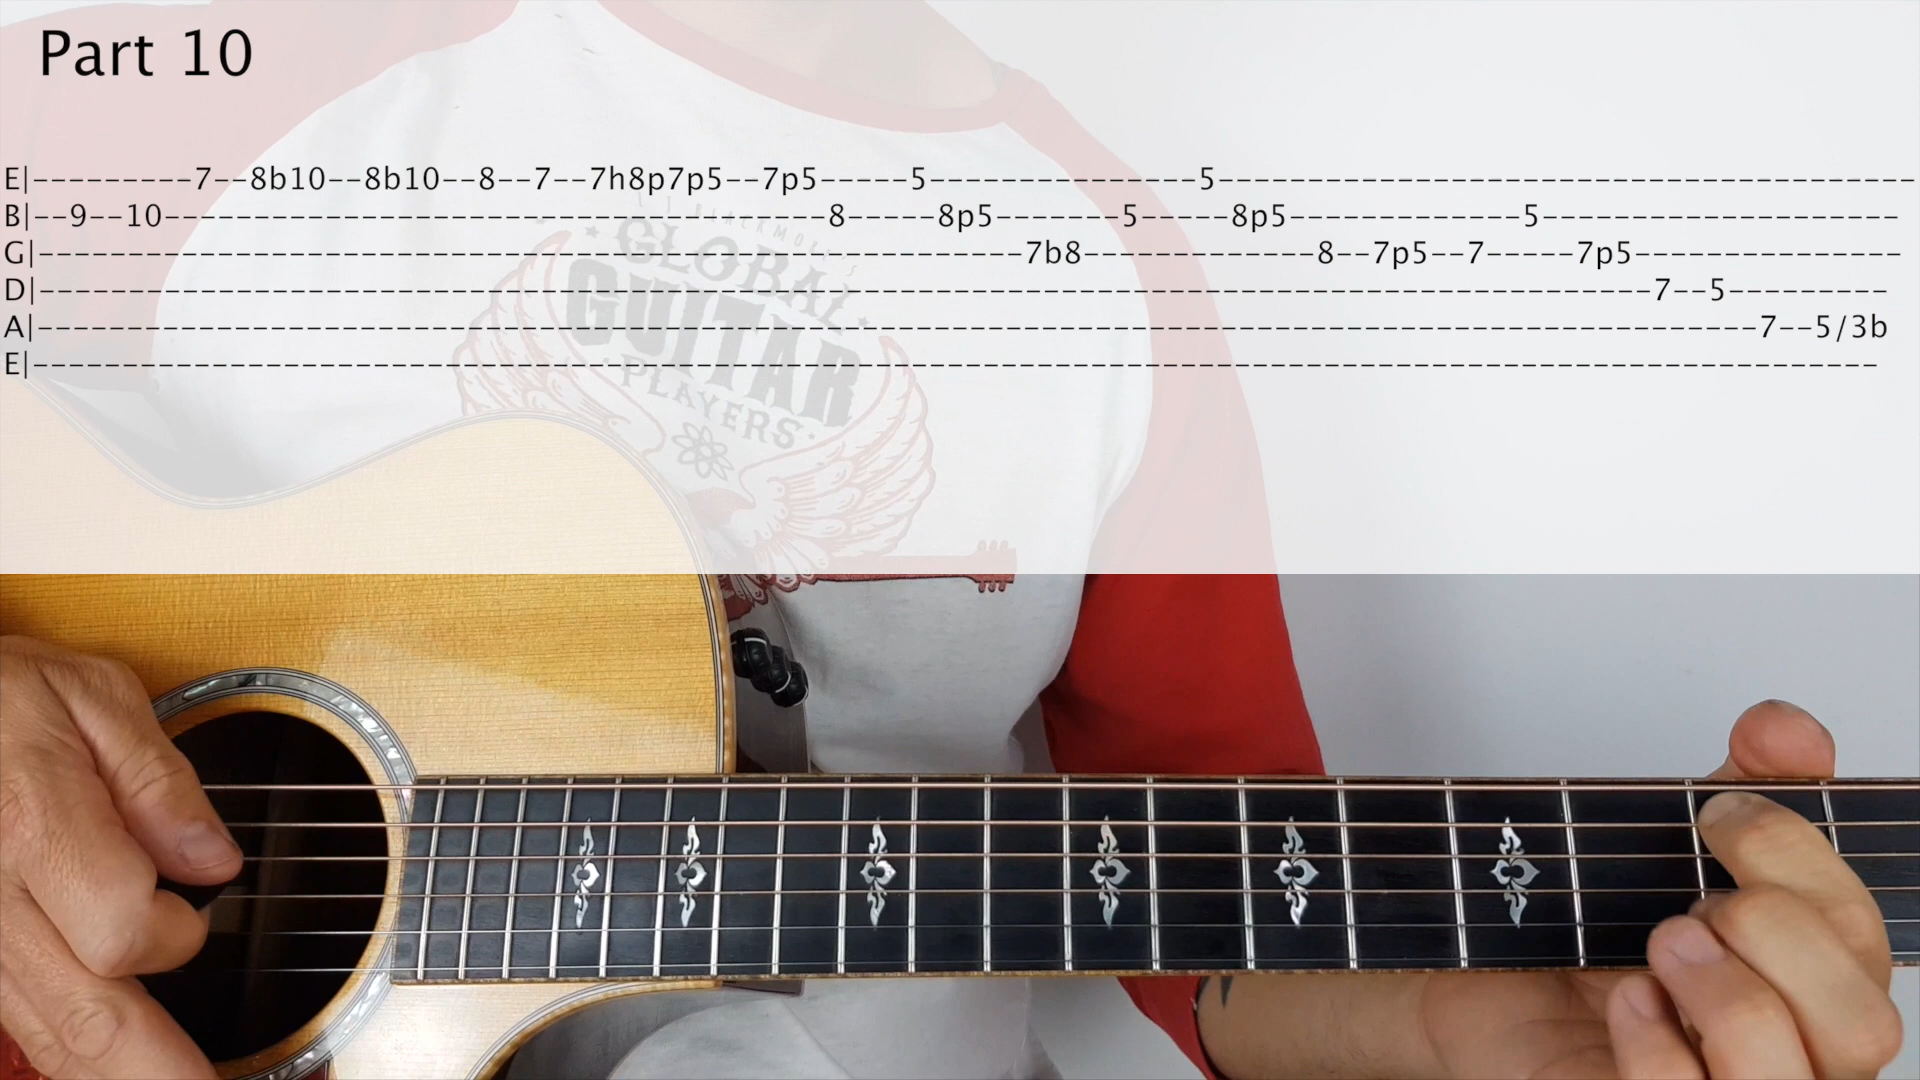 Part 10
E|---------7--8b10--8b10--8--7--7h8p7p5--7p5-----5---------------5--------------------------------------
B|--9--10-------------------------------------8-----8p5-------5-----8p5-------------5-------------------
G|-------------------------------------------------------7b8-------------8--7p5--7-----7p5---------------
D|------------------------------------------------------------------------------------------7--5---------
A|------------------------------------------------------------------------------------------------7--5/3b
E|-------------------------------------------------------------------------------------------------------
GLOBAL
GUITAR
PLAYERS